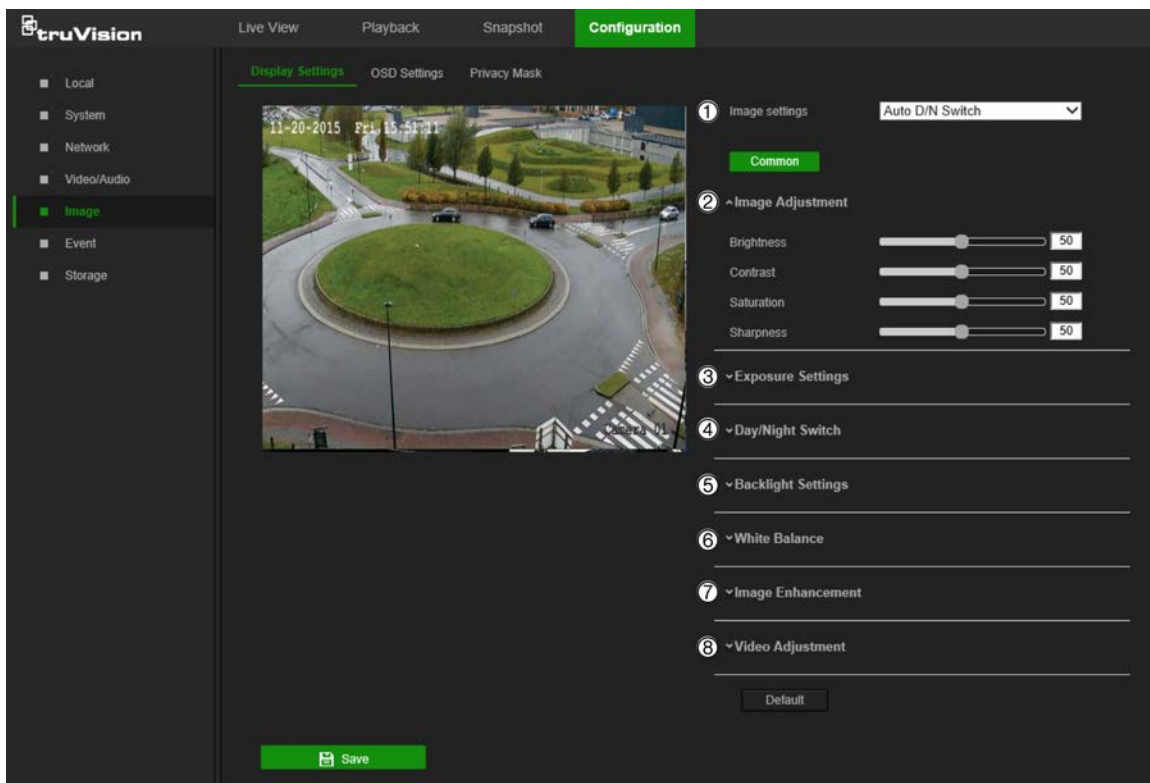 truVision
Live View Playback Snapshot Configuration
Local
System
Network
Video/Audio
Image
Event
Storage
Display Settings OSD Settings Privacy Mask
11-20-2015 Fri 15:51:11
Camera 01
1 Image settings Auto D/N Switch
Common
2 Image Adjustment
Brightness 50
Contrast 50
Saturation 50
Sharpness 50
3 Exposure Settings
4 Day/Night Switch
5 Backlight Settings
6 White Balance
7 Image Enhancement
8 Video Adjustment
Default
Save